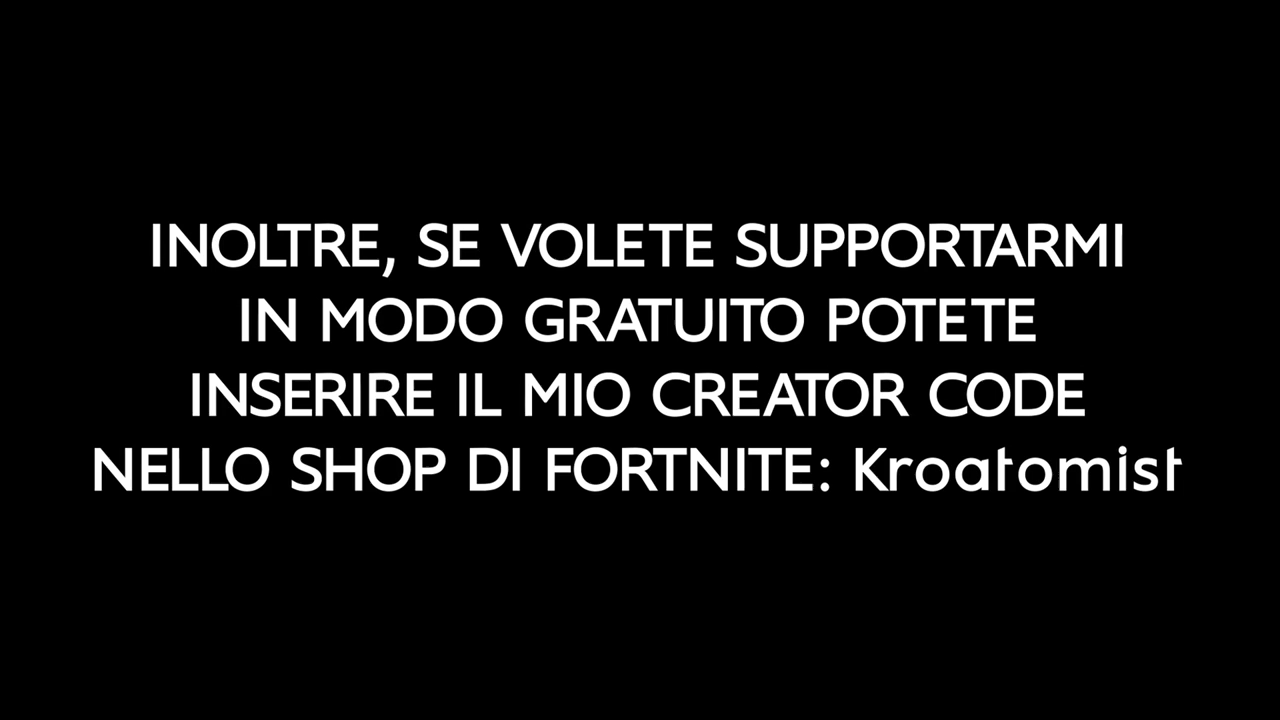 INOLTRE, SE VOLETE SUPPORTARMI
IN MODO GRATUITO POTETE
INSERIRE IL MIO CREATOR CODE
NELLO SHOP DI FORTNITE: Kroatomist